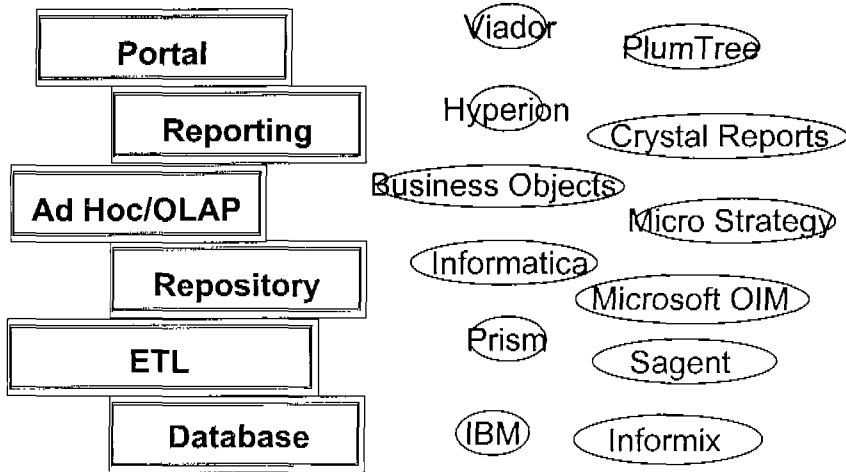 Portal
Viador
PlumTree
Reporting
Hyperion
Crystal Reports
Ad Hoc/OLAP
Business Objects
Micro Strategy
Repository
Informatica
Microsoft OIM
ETL
Prism
Sagent
Database
IBM
Informix